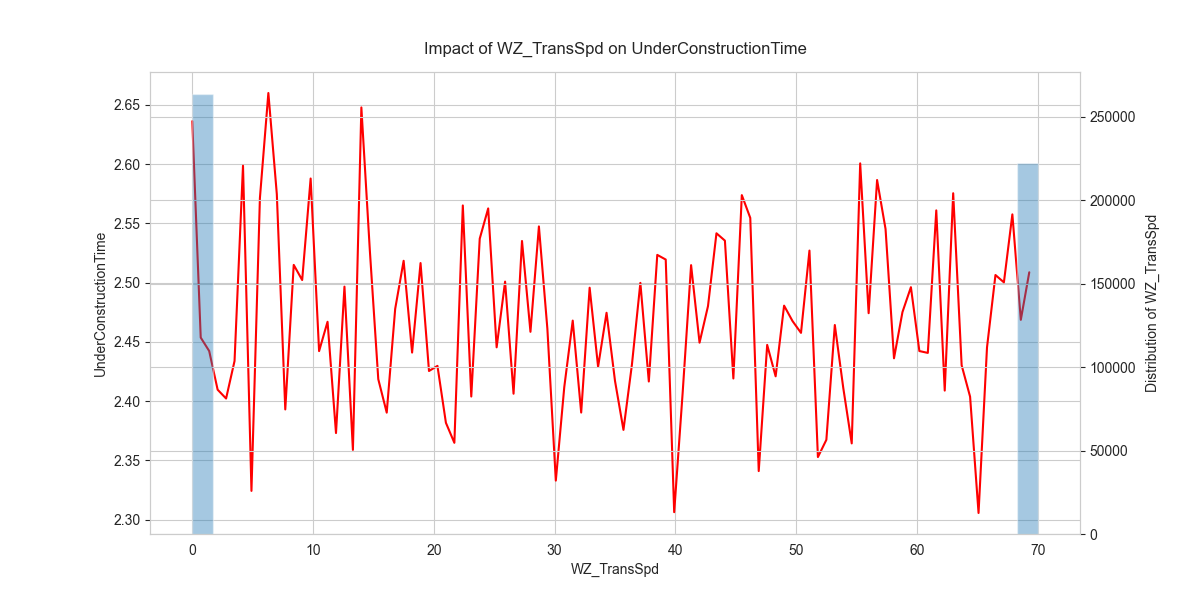 Impact of WZ_TransSpd on UnderConstructionTime
UnderConstructionTime
2.65
2.60
2.55
2.50
2.45
2.40
2.35
2.30
250000
200000
150000
100000
50000
0
Distribution of WZ_TransSpd
0 10 20 30 40 50 60 70
WZ_TransSpd